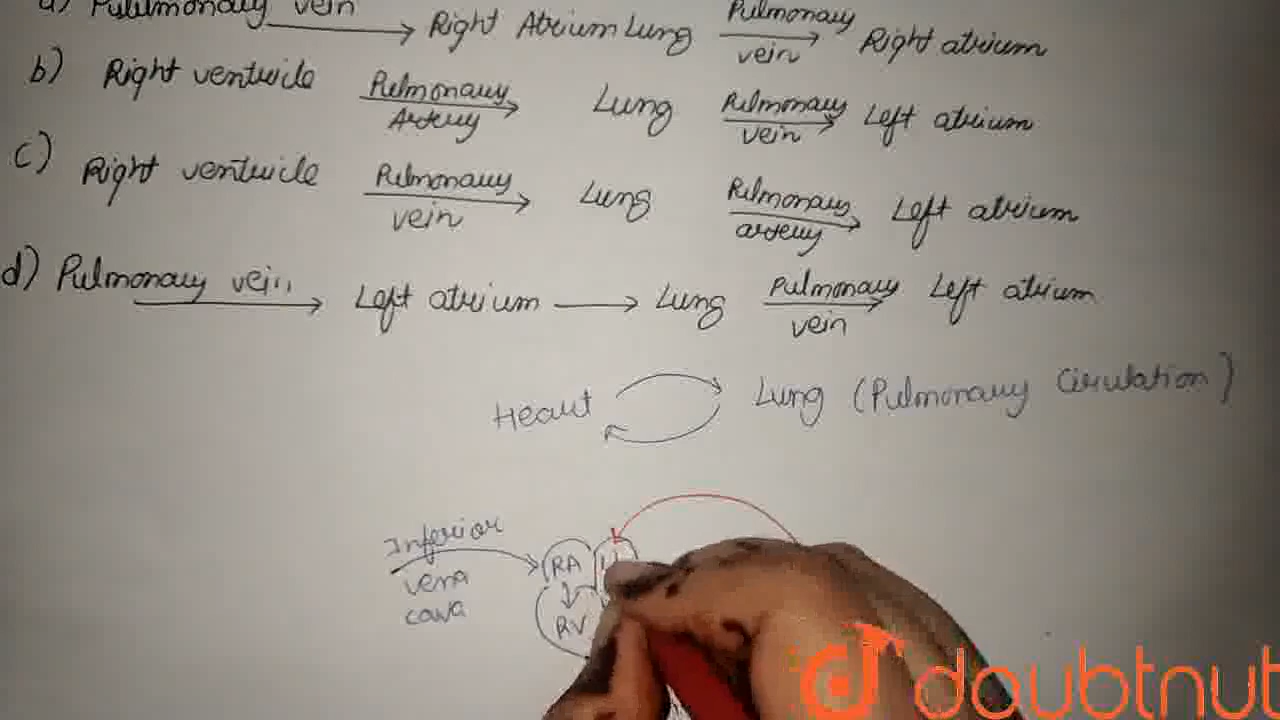 a) Pulmonary vein → Right Atrium Lung Pulmonary vein → Right atrium
b) Right ventricle Pulmonary Artery → Lung Pulmonary vein → Left atrium
c) Right ventricle Pulmonary vein → Lung Pulmonary artery → Left atrium
d) Pulmonary vein → Left atrium → Lung Pulmonary vein → Left atrium
Heart Lung (Pulmonary Circulation)
Inferior
vena
cava
RA
RV
doubtnut